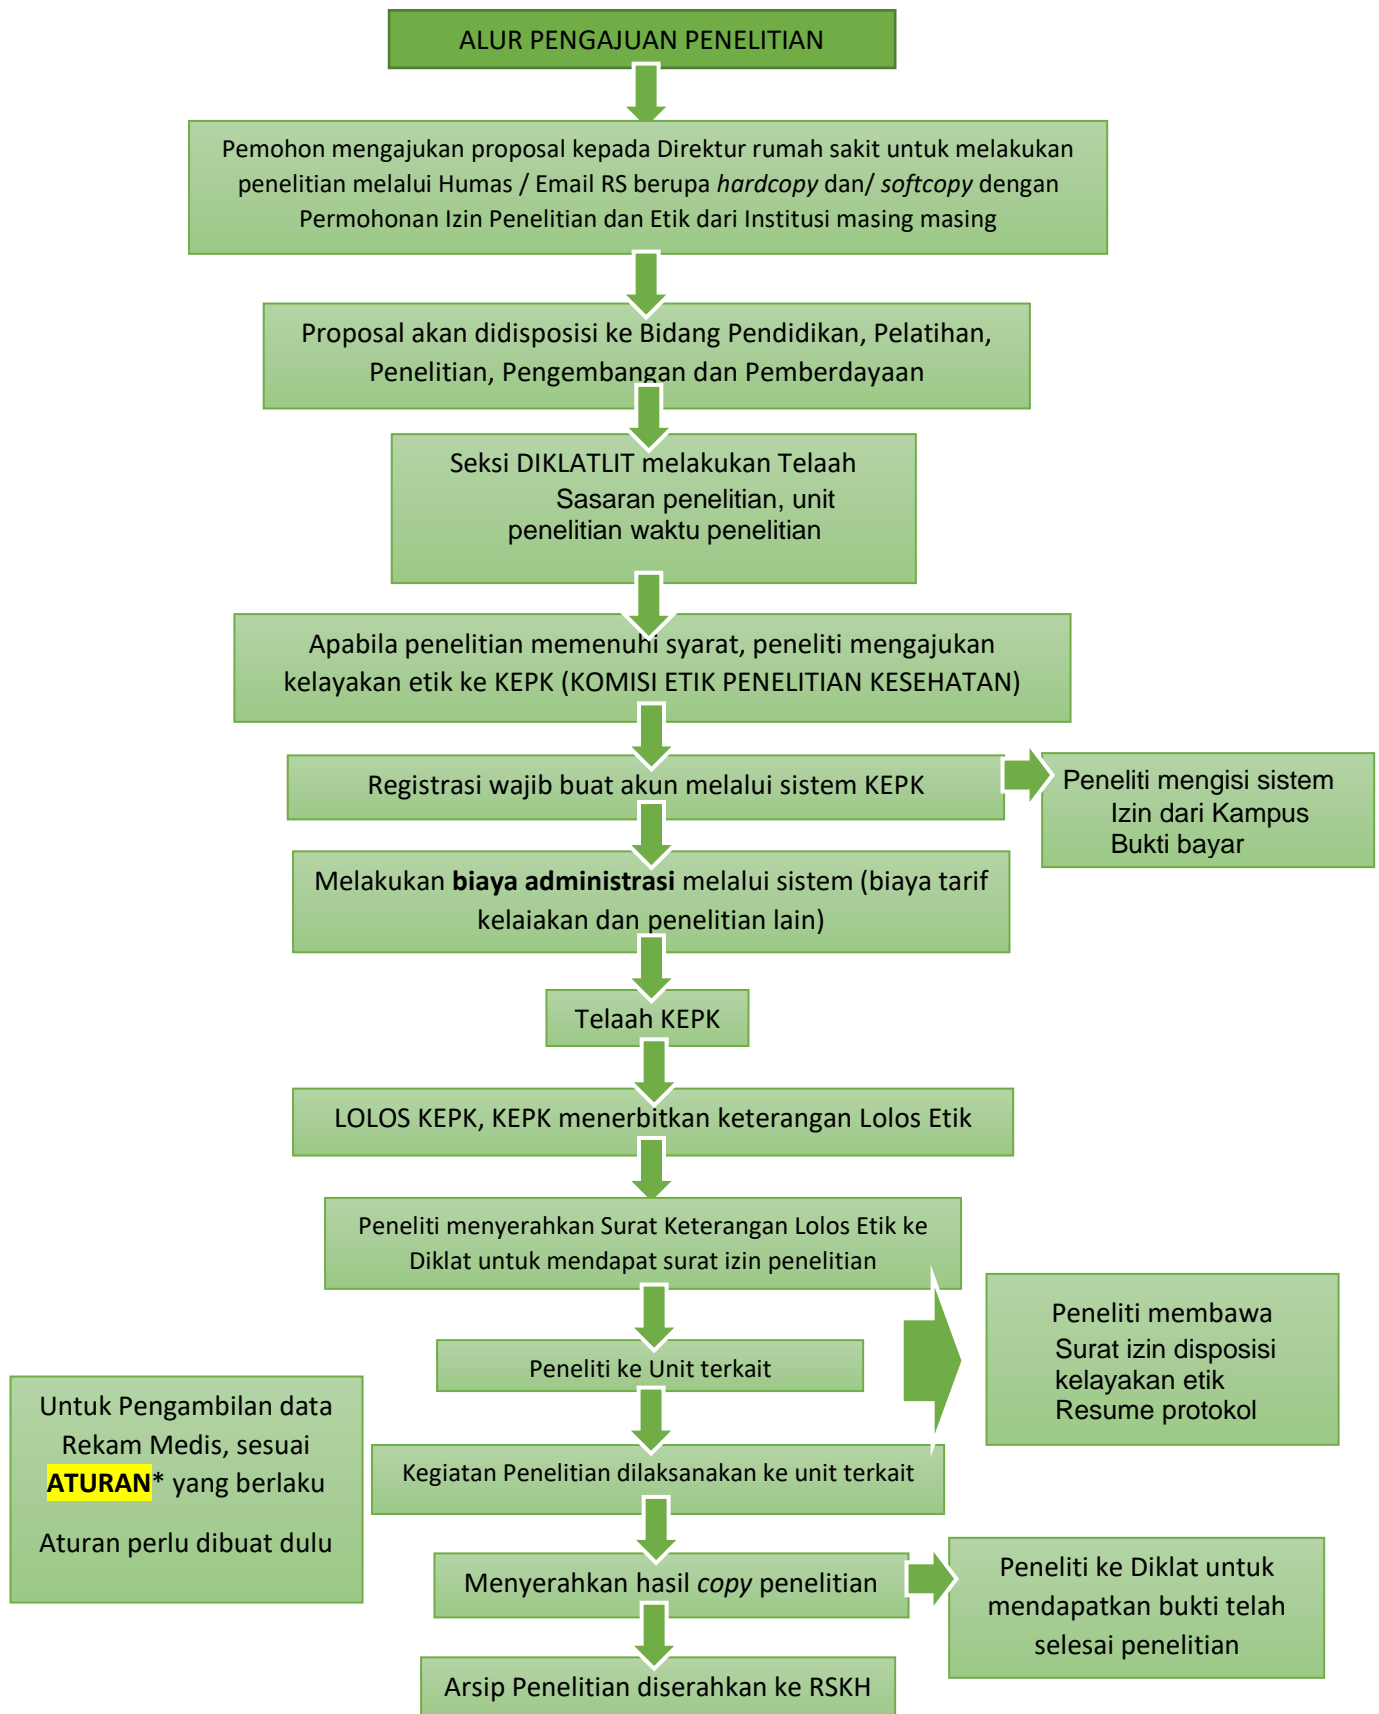 ALUR PENGAJUAN PENELITIAN
Pemohon mengajukan proposal kepada Direktur rumah sakit untuk melakukan
penelitian melalui Humas / Email RS berupa hardcopy dan/ softcopy dengan
Permohonan Izin Penelitian dan Etik dari Institusi masing masing
Proposal akan didisposisi ke Bidang Pendidikan, Pelatihan,
Penelitian, Pengembangan dan Pemberdayaan
Seksi DIKLATLIT melakukan Telaah
Sasaran penelitian, unit
penelitian waktu penelitian
Apabila penelitian memenuhi syarat, peneliti mengajukan
kelayakan etik ke KEPK (KOMISI ETIK PENELITIAN KESEHATAN)
Registrasi wajib buat akun melalui sistem KEPK
Peneliti mengisi sistem
Izin dari Kampus
Bukti bayar
Melakukan biaya administrasi melalui sistem (biaya tarif
kelaiakan dan penelitian lain)
Telaah KEPK
LOLOS KEPK, KEPK menerbitkan keterangan Lolos Etik
Peneliti menyerahkan Surat Keterangan Lolos Etik ke
Diklat untuk mendapat surat izin penelitian
Peneliti membawa
Surat izin disposisi
kelayakan etik
Resume protokol
Peneliti ke Unit terkait
Untuk Pengambilan data
Rekam Medis, sesuai
ATURAN* yang berlaku
Aturan perlu dibuat dulu
Kegiatan Penelitian dilaksanakan ke unit terkait
Menyerahkan hasil copy penelitian
Peneliti ke Diklat untuk
mendapatkan bukti telah
selesai penelitian
Arsip Penelitian diserahkan ke RSKH